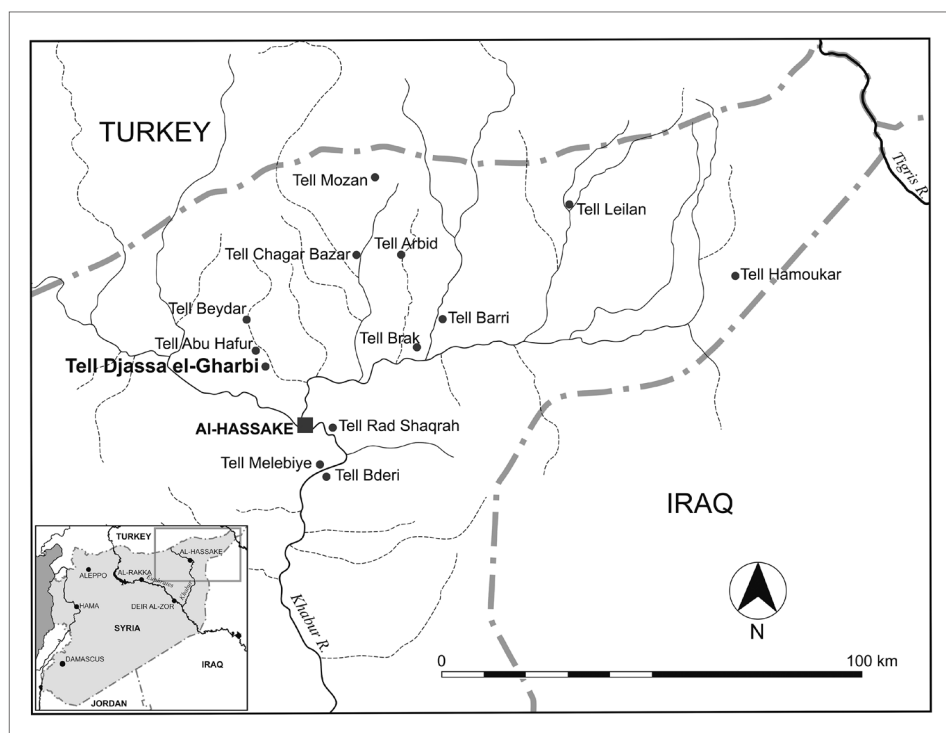 TURKEY
Tigris R.
Tell Mozan
Tell Leilan
Tell Chagar Bazar
Tell Arbid
Tell Hamoukar
Tell Beydar
Tell Barri
Tell Abu Hafur
Tell Brak
Tell Djassa el-Gharbi
Al-HASSAKE
Tell Rad Shaqrah
Tell Melebiye
Tell Bderi
IRAQ
Khabur R.
N
0
100 km
TURKEY
AL-HASSAKE
ALEPPO
AL-RAKKA
Euphrates
Khabur
HAMA
DEIR AL-ZOR
SYRIA
DAMASCUS
IRAQ
JORDAN